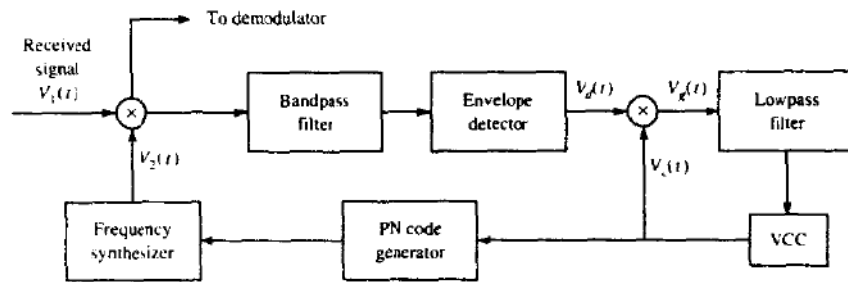 To demodulator
Received
signal
V₁(t)
×
Bandpass
filter
Envelope
detector
V_d(t)
×
V_g(t)
Lowpass
filter
V₂(t)
V_c(t)
Frequency
synthesizer
PN code
generator
VCC